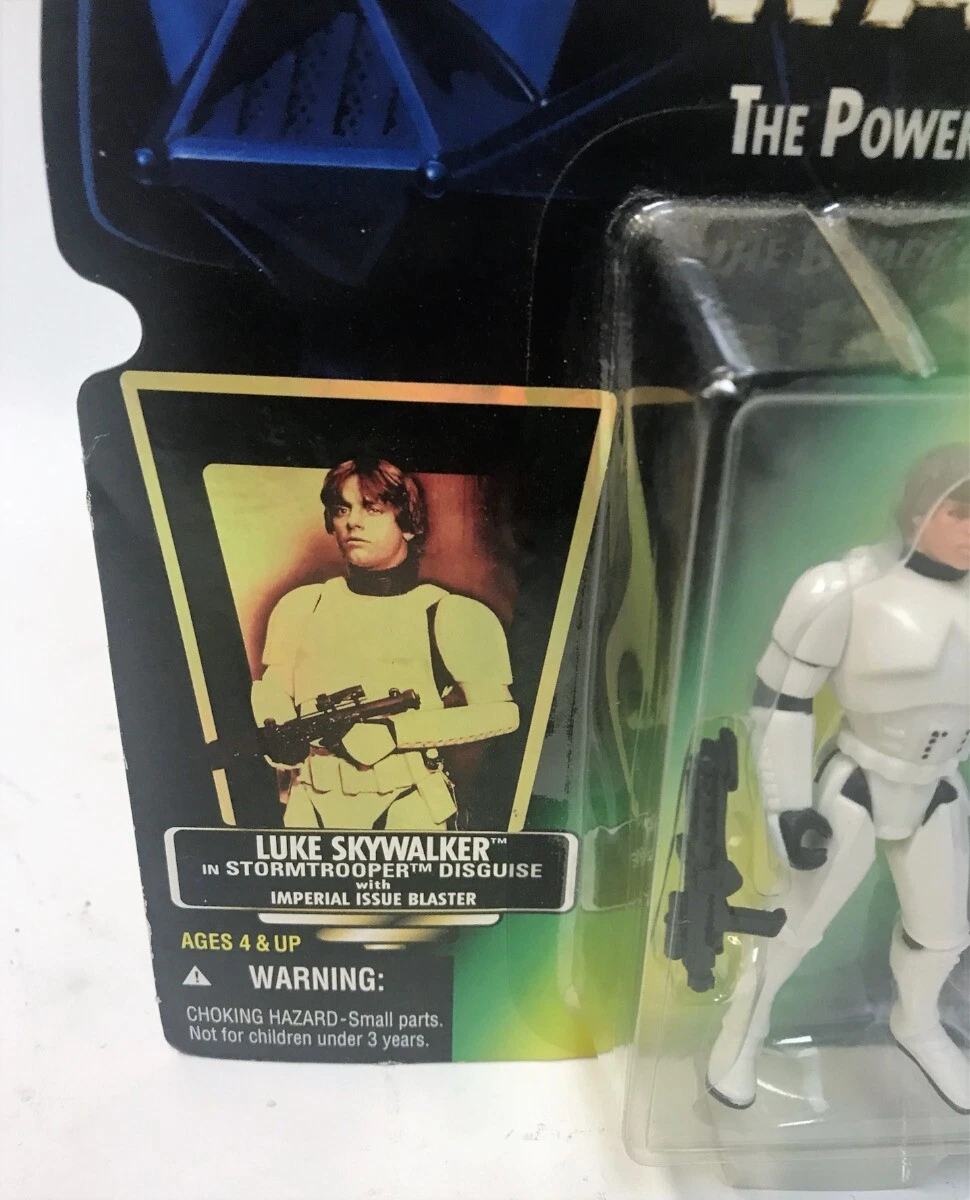 THE POWER
LUKE SKYWALKER™
IN STORMTROOPER™ DISGUISE
with
IMPERIAL ISSUE BLASTER
AGES 4 & UP
WARNING:
CHOKING HAZARD-Small parts.
Not for children under 3 years.